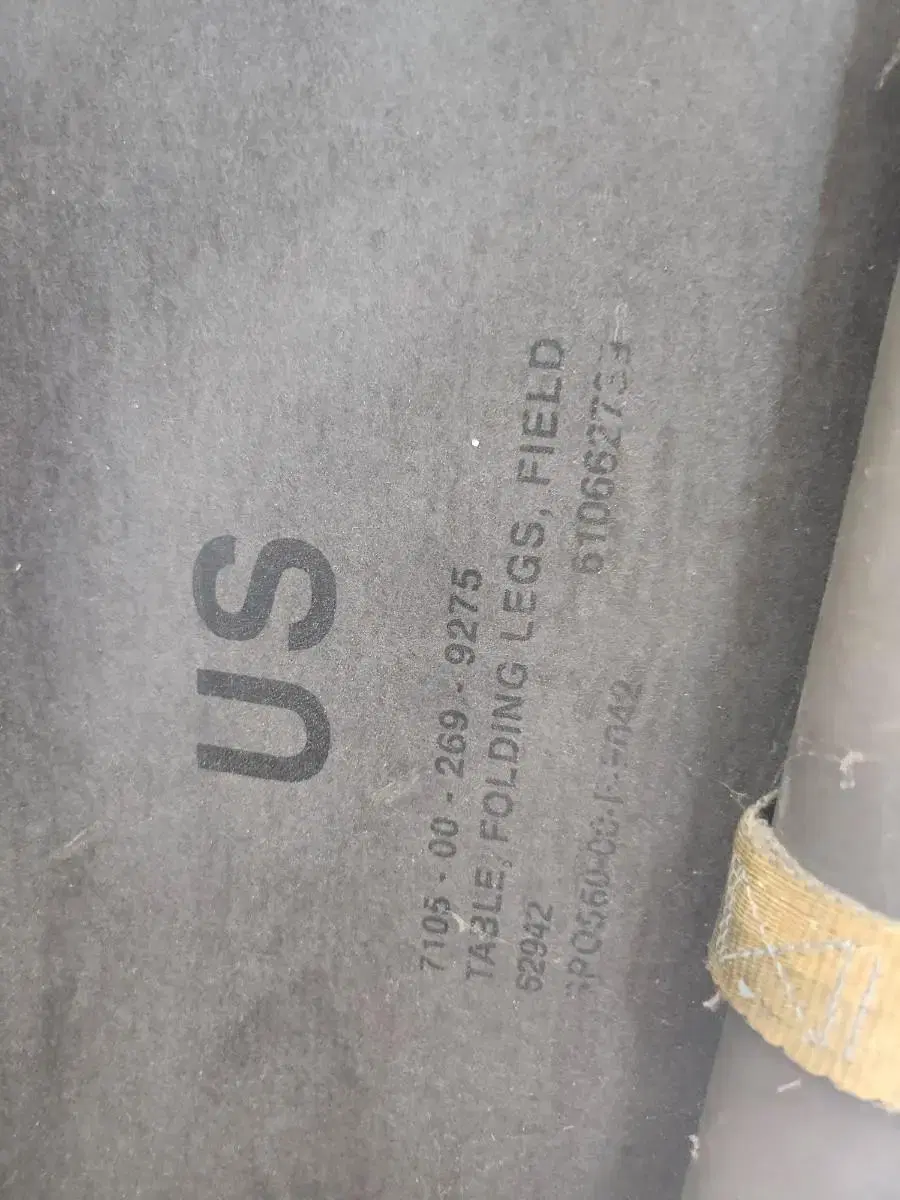 US
7105 - 00 - 269 - 9275
TABLE, FOLDING LEGS, FIELD
62942